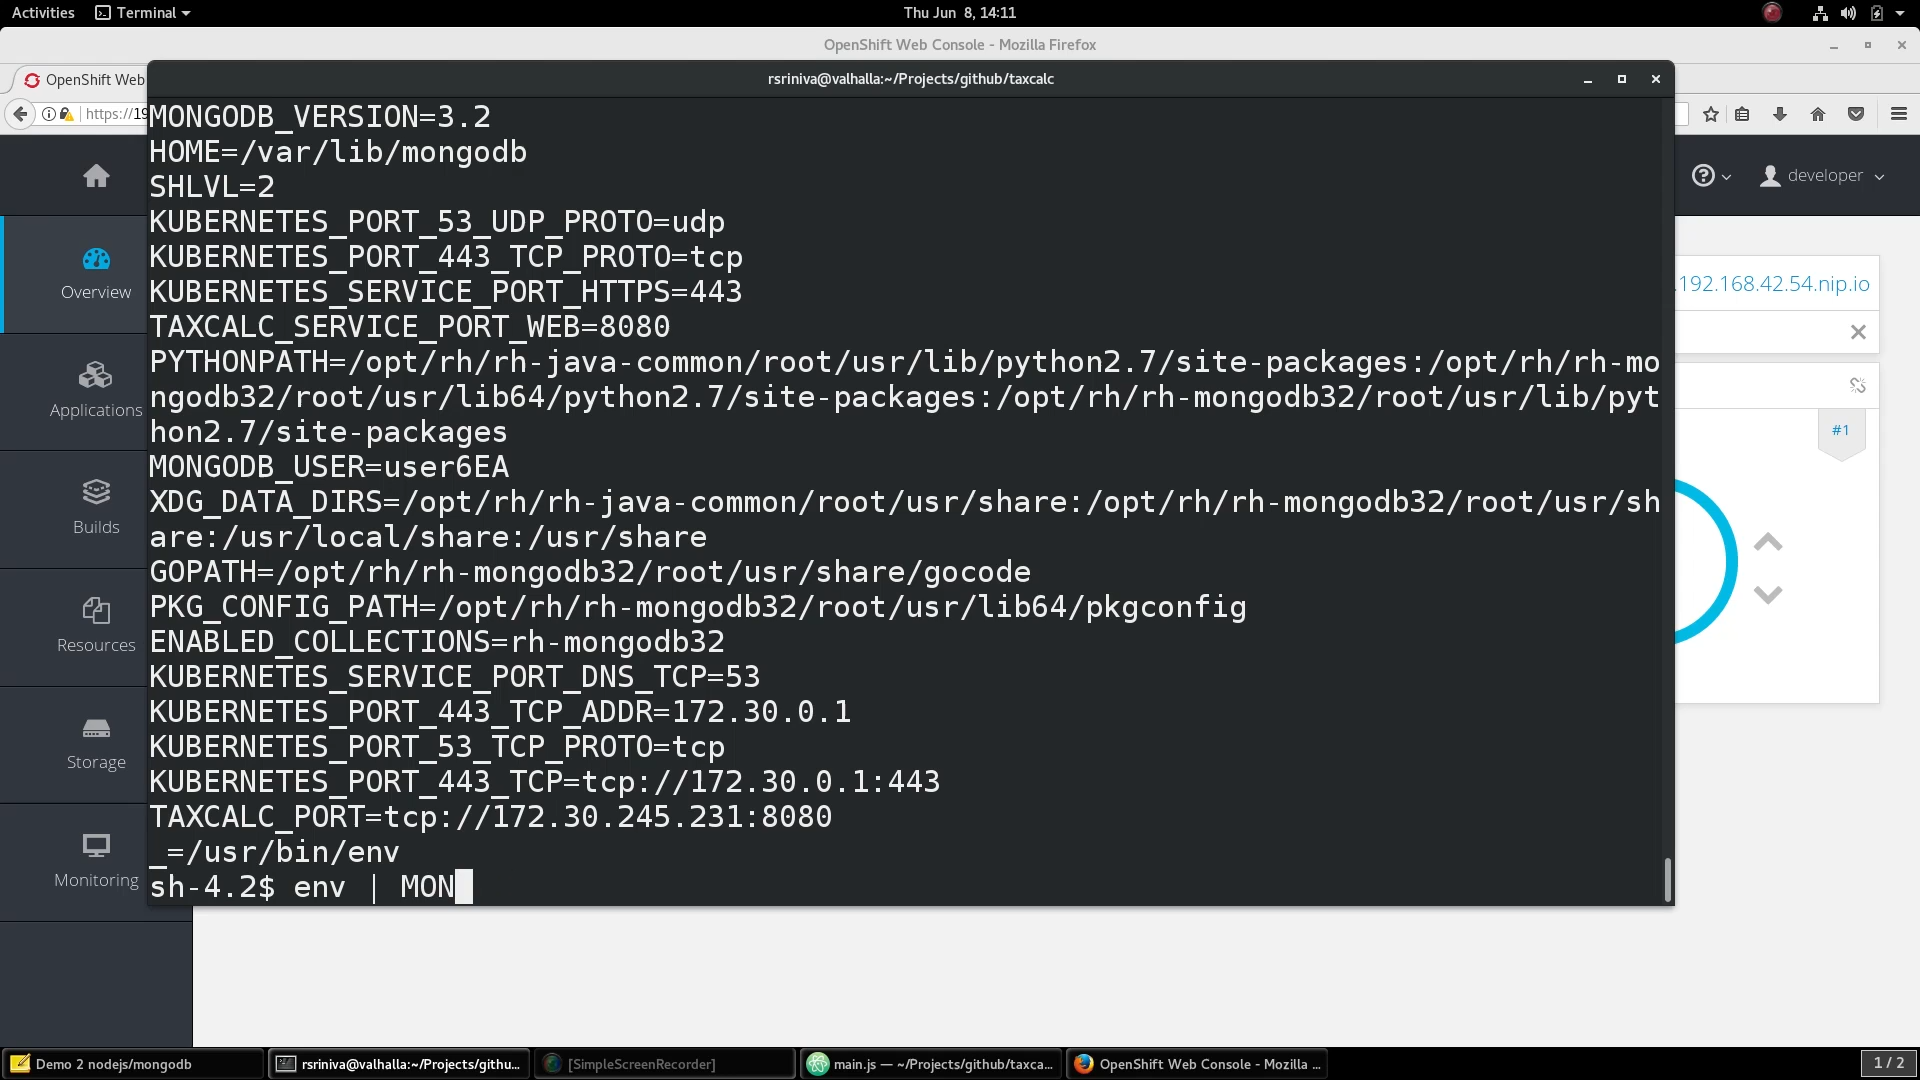 Activities Terminal Thu Jun 8, 14:11
OpenShift Web Console - Mozilla Firefox
OpenShift Web
rsriniva@valhalla:~/Projects/github/taxcalc
https://19
developer
Overview
Applications
Builds
Resources
Storage
Monitoring
MONGODB_VERSION=3.2
HOME=/var/lib/mongodb
SHLVL=2
KUBERNETES_PORT_53_UDP_PROTO=udp
KUBERNETES_PORT_443_TCP_PROTO=tcp
KUBERNETES_SERVICE_PORT_HTTPS=443
TAXCALC_SERVICE_PORT_WEB=8080
PYTHONPATH=/opt/rh/rh-java-common/root/usr/lib/python2.7/site-packages:/opt/rh/rh-mo
ngodb32/root/usr/lib64/python2.7/site-packages:/opt/rh/rh-mongodb32/root/usr/lib/pyt
hon2.7/site-packages
MONGODB_USER=user6EA
XDG_DATA_DIRS=/opt/rh/rh-java-common/root/usr/share:/opt/rh/rh-mongodb32/root/usr/sh
are:/usr/local/share:/usr/share
GOPATH=/opt/rh/rh-mongodb32/root/usr/share/gocode
PKG_CONFIG_PATH=/opt/rh/rh-mongodb32/root/usr/lib64/pkgconfig
ENABLED_COLLECTIONS=rh-mongodb32
KUBERNETES_SERVICE_PORT_DNS_TCP=53
KUBERNETES_PORT_443_TCP_ADDR=172.30.0.1
KUBERNETES_PORT_53_TCP_PROTO=tcp
KUBERNETES_PORT_443_TCP=tcp://172.30.0.1:443
TAXCALC_PORT=tcp://172.30.245.231:8080
_=/usr/bin/env
sh-4.2$ env | MON
.192.168.42.54.nip.io
#1
Demo 2 nodejs/mongodb
rsriniva@valhalla:~/Projects/githu...
[SimpleScreenRecorder]
main.js — ~/Projects/github/taxca...
OpenShift Web Console - Mozilla ...
1 / 2